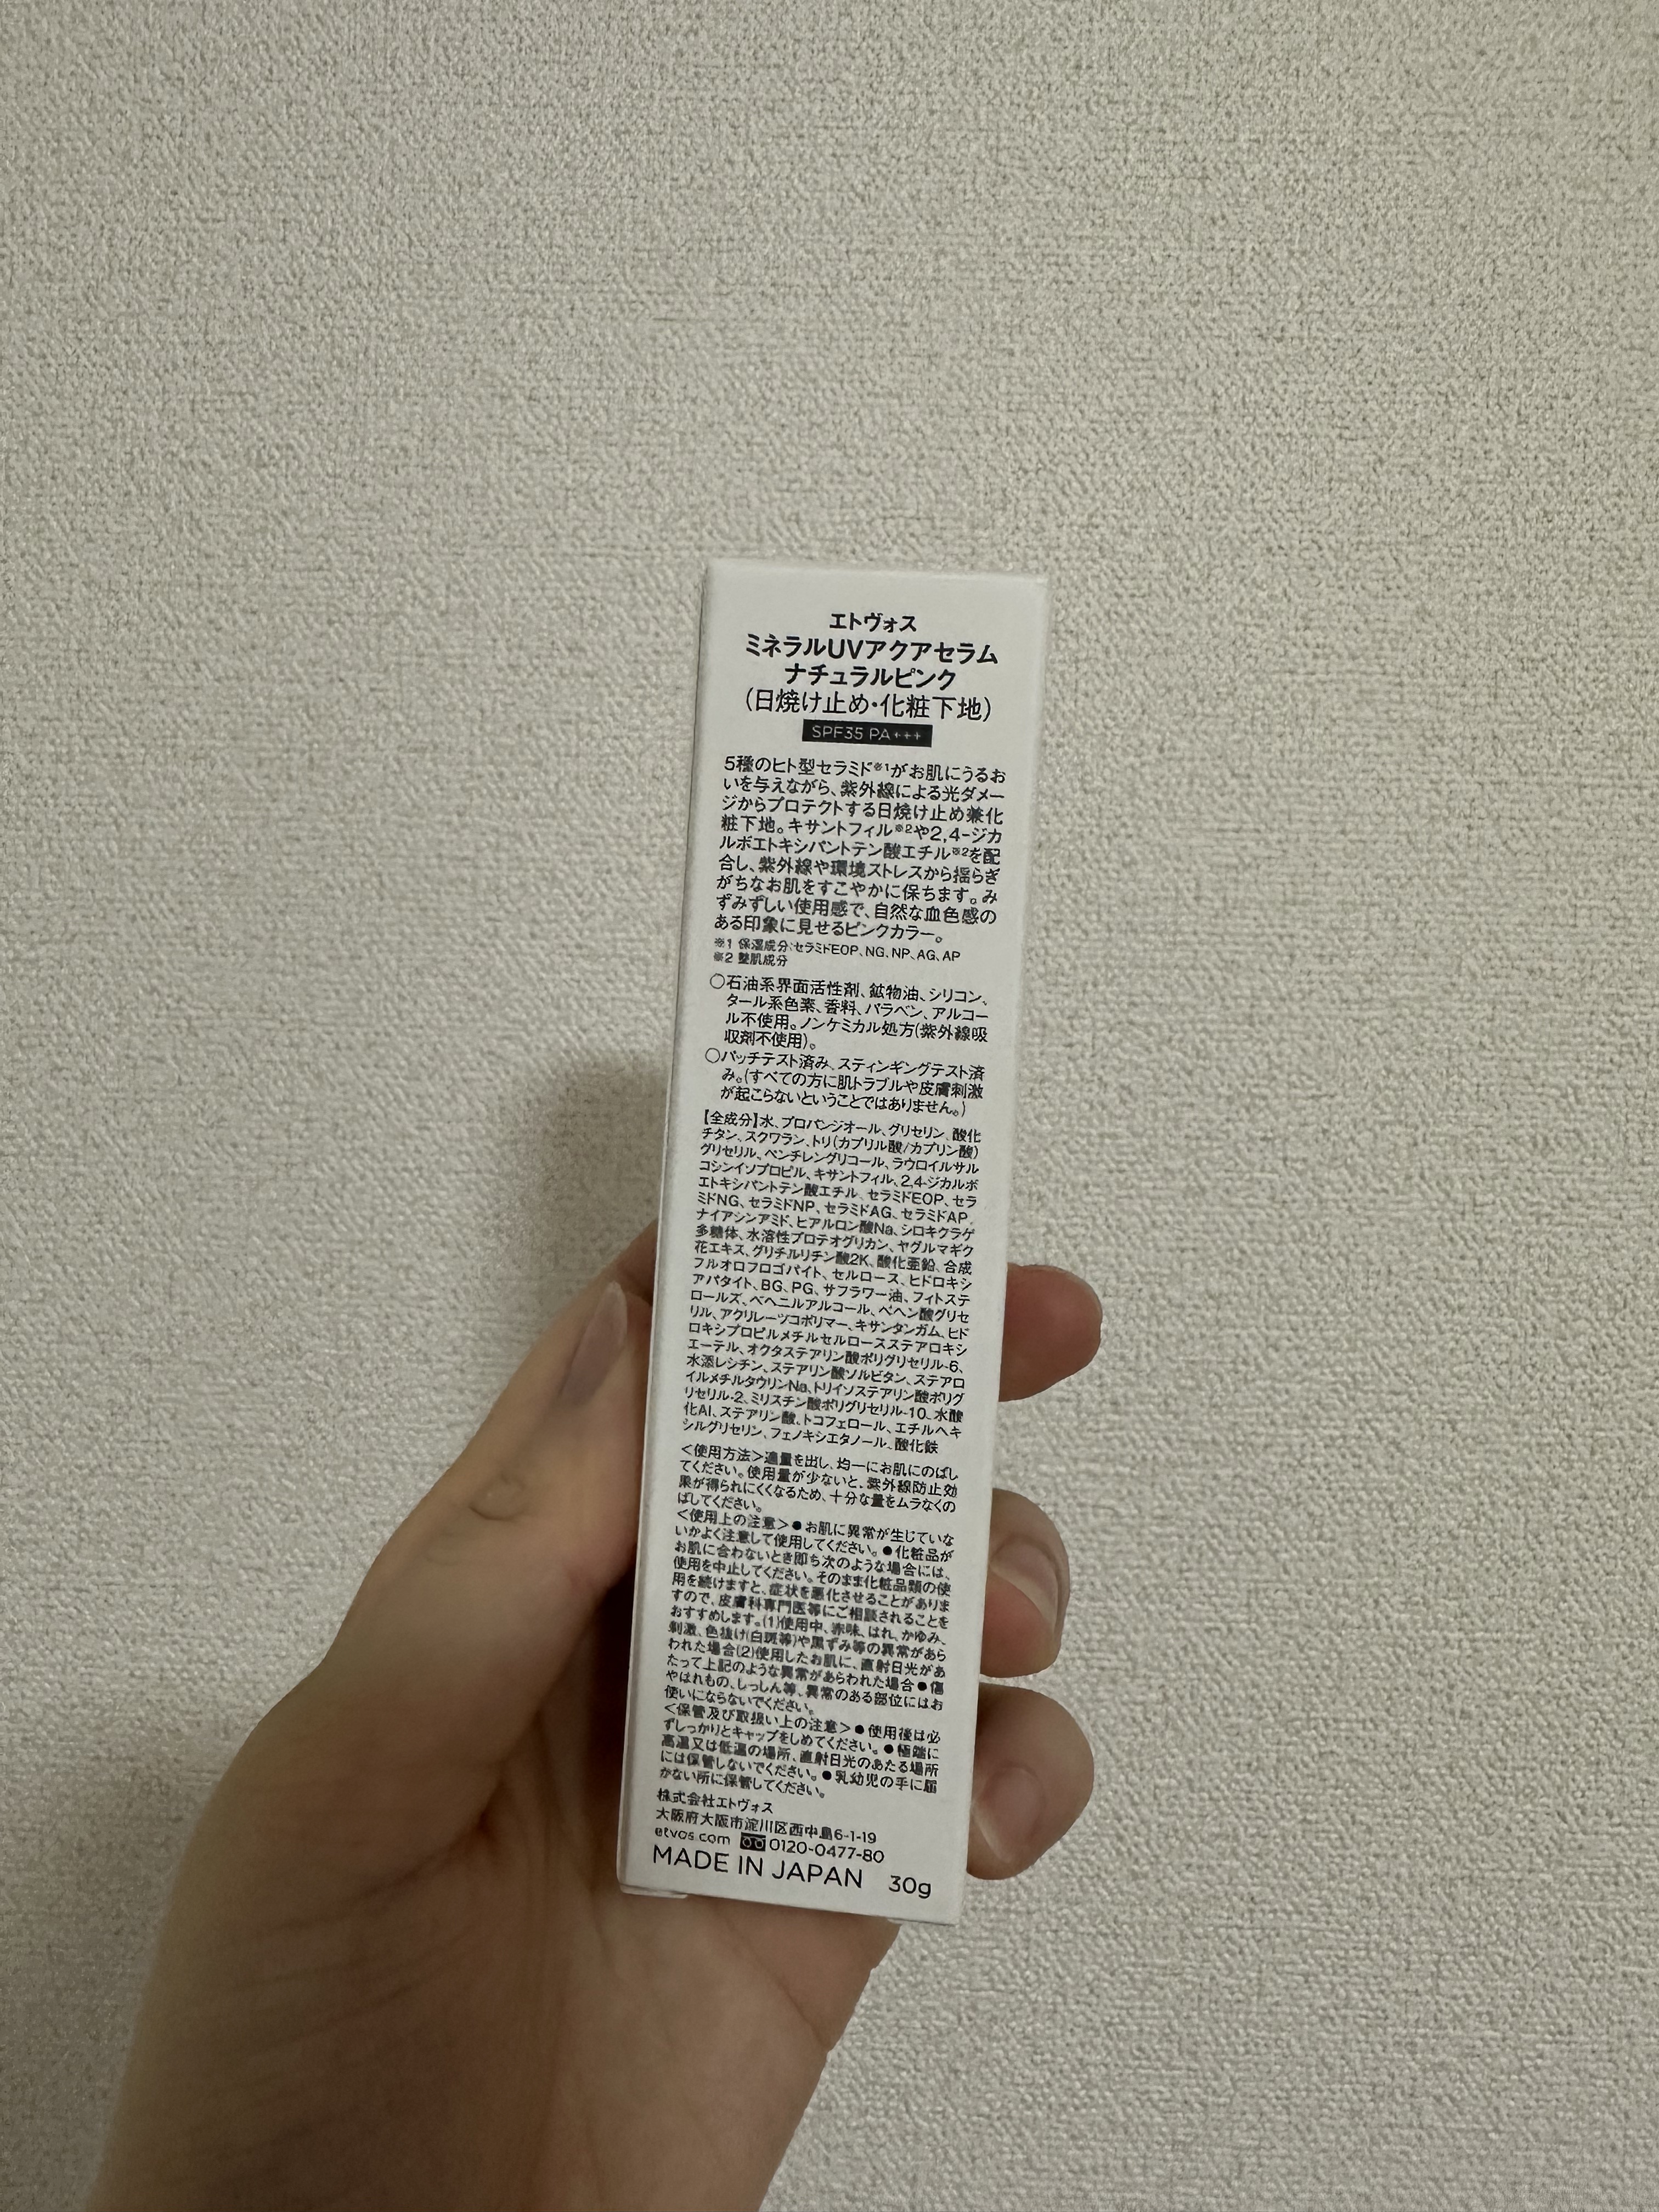 エトヴォス
ミネラルUVアクアセラム
ナチュラルピンク
(日焼け止め・化粧下地)
SPF35 PA+++
5種のヒト型セラミド※1がお肌にうるお
いを与えながら、紫外線による光ダメー
ジからプロテクトする日焼け止め兼化
粧下地。キサントフィル※2や2,4-ジカ
ルボエトキシパントテン酸エチル※2を配
合し、紫外線や環境ストレスから揺らぎ
がちなお肌をすこやかに保ちます。み
ずみずしい使用感で、自然な血色感の
ある印象に見せるピンクカラー。
※1 保湿成分:セラミドEOP、NG、NP、AG、AP
※2 整肌成分
○石油系界面活性剤、鉱物油、シリコン、
タール系色素、香料、パラベン、アルコー
ル不使用。ノンケミカル処方(紫外線吸
収剤不使用)。
○パッチテスト済み、スティンギングテスト済
み。(すべての方に肌トラブルや皮膚刺激
が起こらないということではありません。)
【全成分】水、プロパンジオール、グリセリン、酸化
チタン、スクワラン、トリ(カプリル酸/カプリン酸)
グリセリル、ペンチレングリコール、ラウロイルサル
コシンイソプロピル、キサントフィル、2,4-ジカルボ
エトキシパントテン酸エチル、セラミドEOP、セラ
ミドNG、セラミドNP、セラミドAG、セラミドAP、
ナイアシンアミド、ヒアルロン酸Na、シロキクラゲ
多糖体、水溶性プロテオグリカン、ヤグルマギク
花エキス、グリチルリチン酸2K、酸化亜鉛、合成
フルオロフロゴパイト、セルロース、ヒドロキシ
アパタイト、BG、PG、サフラワー油、フィトステ
ロールズ、ベヘニルアルコール、ベヘン酸グリセ
リル、アクリレーツコポリマー、キサンタンガム、ヒド
ロキシプロピルメチルセルロースステアロキシ
エーテル、オクタステアリン酸ポリグリセリル-6、
水添レシチン、ステアリン酸ソルビタン、ステアロ
イルメチルタウリンNa、トリイソステアリン酸ポリグ
リセリル-2、ミリスチン酸ポリグリセリル-10、水酸
化Al、ステアリン酸、トコフェロール、エチルヘキ
シルグリセリン、フェノキシエタノール、酸化鉄
＜使用方法＞適量を出し、均一にお肌にのばし
てください。使用量が少ないと、紫外線防止効
果が得られにくくなるため、十分な量をムラなくの
ばしてください。
＜使用上の注意＞●お肌に異常が生じていな
いかよく注意して使用してください。●化粧品が
お肌に合わないとき即ち次のような場合には、
使用を中止してください。そのまま化粧品類の使
用を続けますと、症状を悪化させることがありま
すので、皮膚科専門医等にご相談されることを
おすすめします。(1)使用中、赤味、はれ、かゆみ、
刺激、色抜け(白斑等)や黒ずみ等の異常があら
われた場合(2)使用したお肌に、直射日光があ
たって上記のような異常があらわれた場合●傷
やはれもの、しっしん等、異常のある部位にはお
使いにならないでください。
＜保管及び取扱い上の注意＞●使用後は必
ずしっかりとキャップをしめてください。●極端に
高温又は低温の場所、直射日光のあたる場所
には保管しないでください。●乳幼児の手に届
かない所に保管してください。
株式会社エトヴォス
大阪府大阪市淀川区西中島6-1-19
etvos.com 0120-0477-80
MADE IN JAPAN 30g